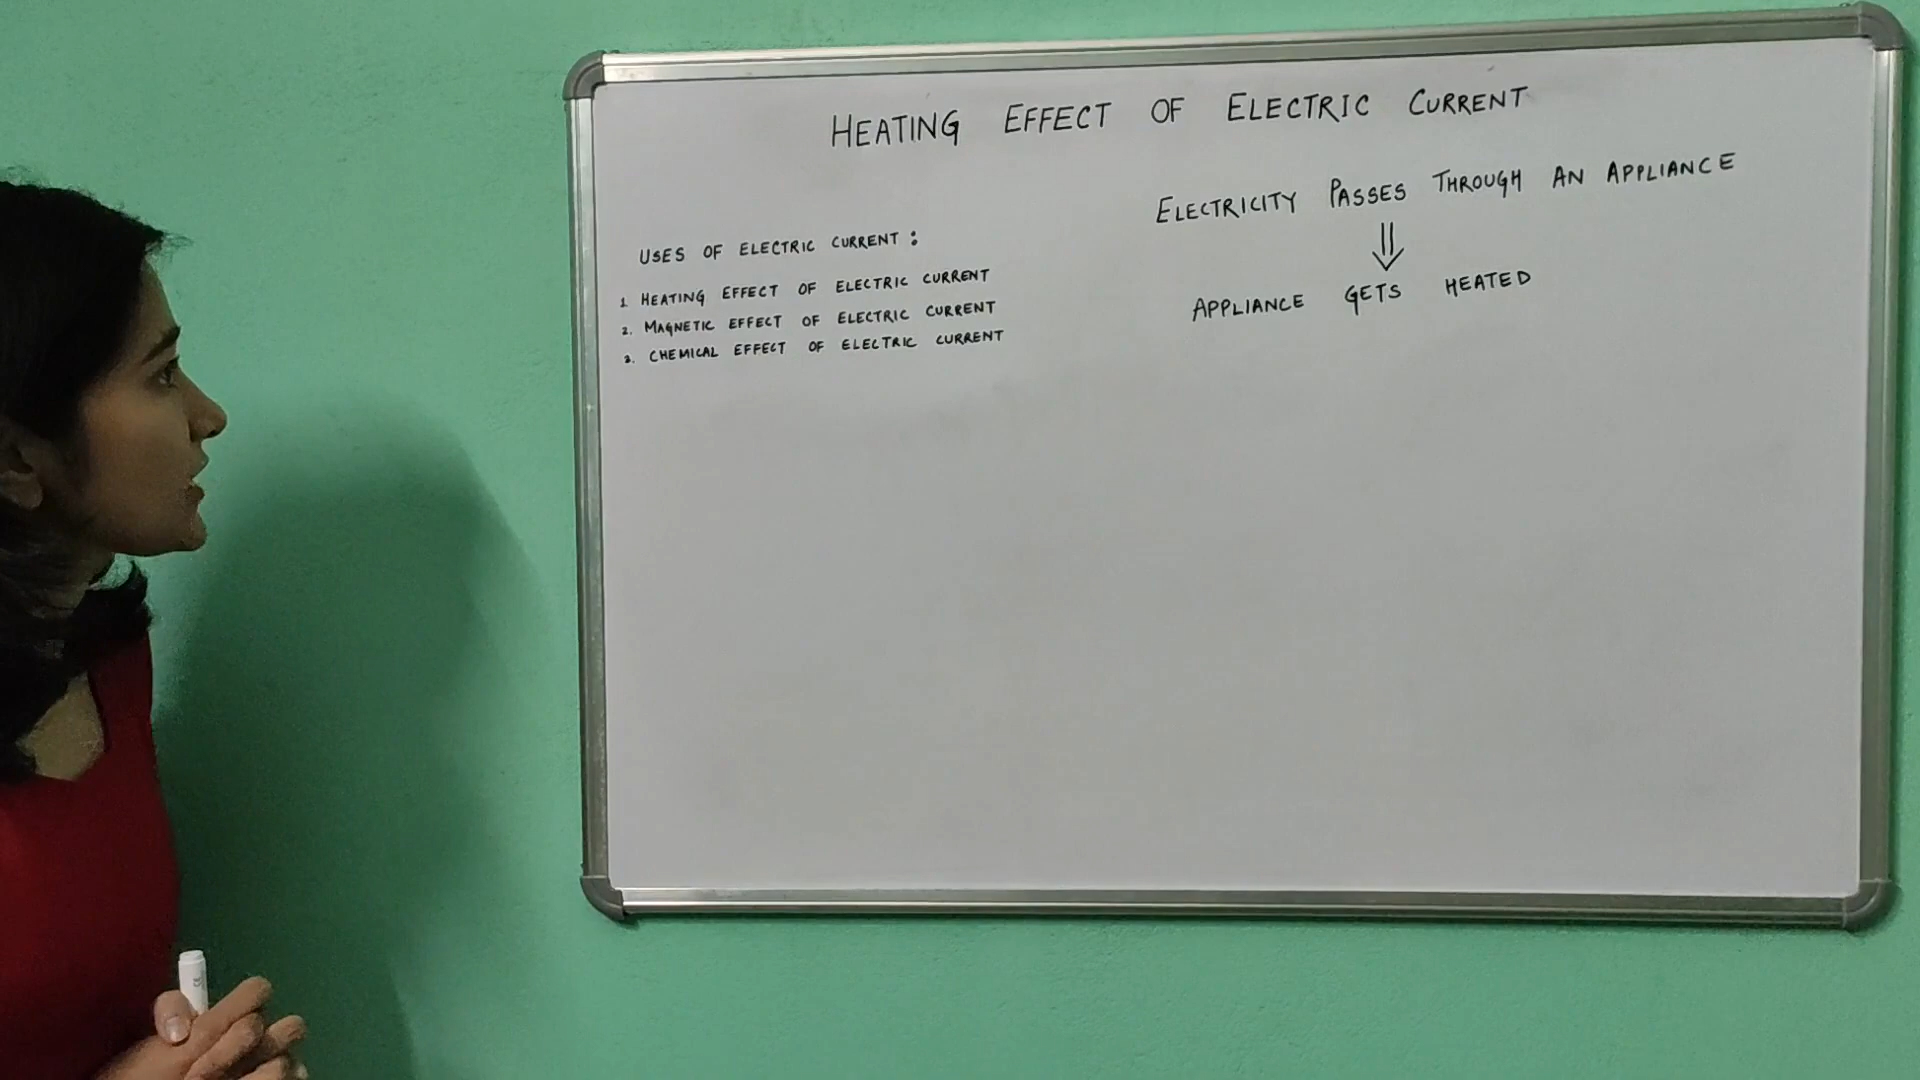 HEATING EFFECT OF ELECTRIC CURRENT
USES OF ELECTRIC CURRENT :
1. HEATING EFFECT OF ELECTRIC CURRENT
2. MAGNETIC EFFECT OF ELECTRIC CURRENT
3. CHEMICAL EFFECT OF ELECTRIC CURRENT
ELECTRICITY PASSES THROUGH AN APPLIANCE
⇓
APPLIANCE GETS HEATED